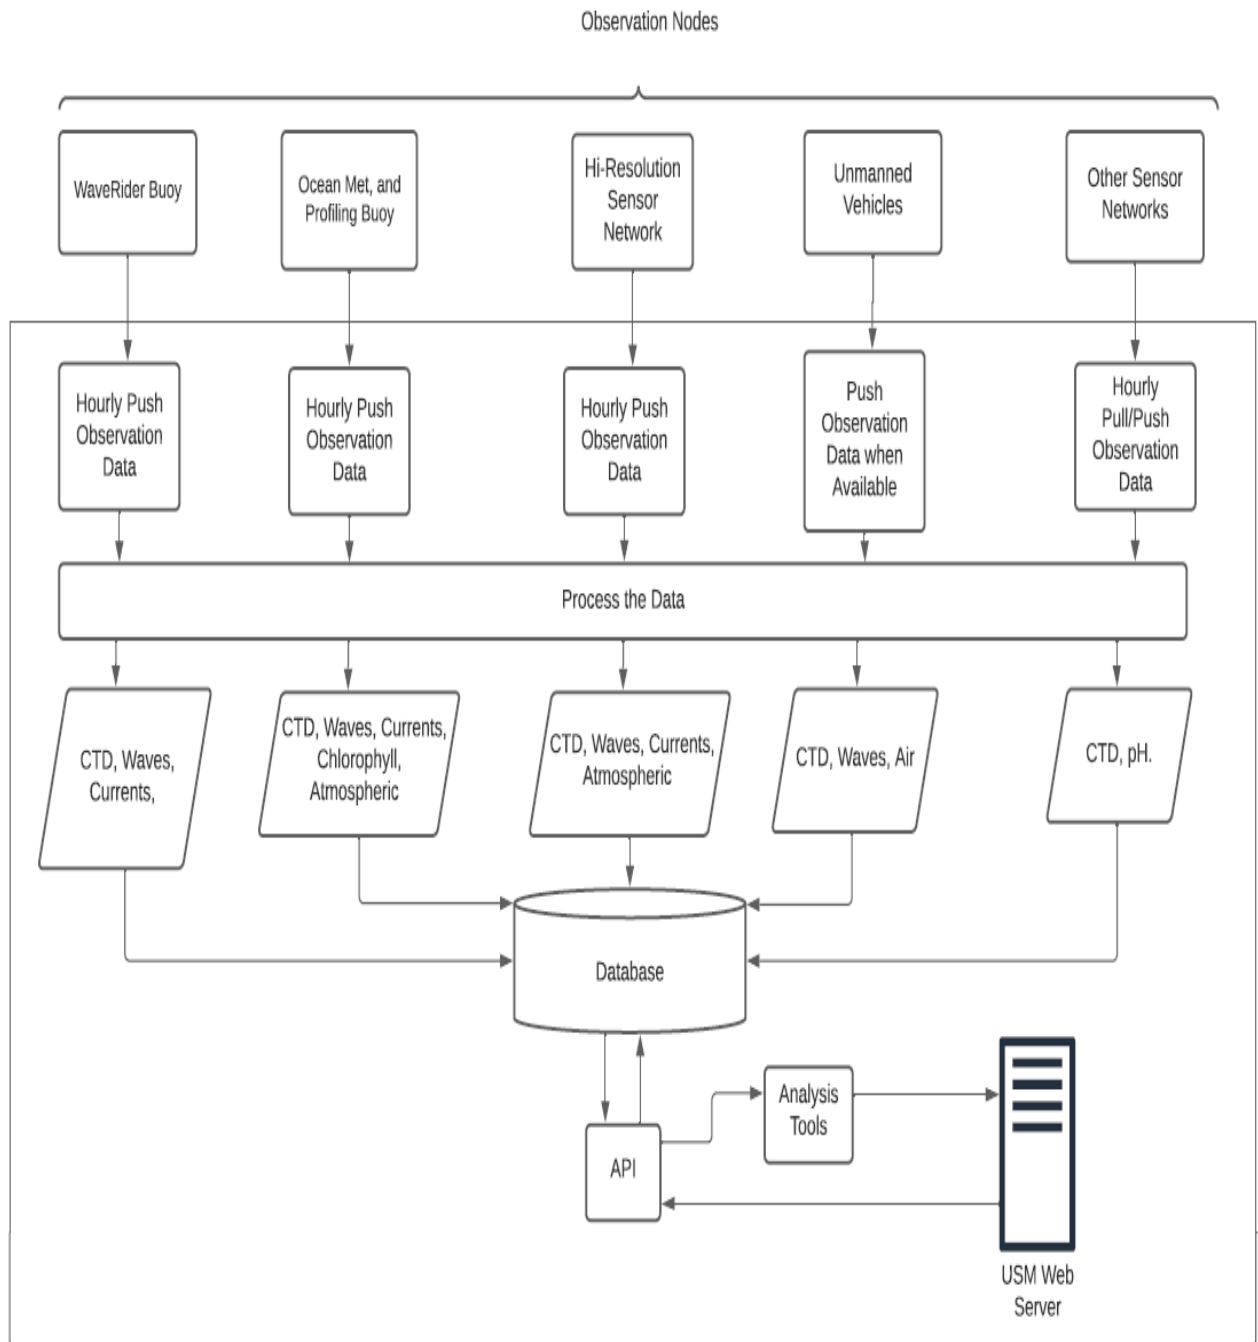 Observation Nodes
WaveRider Buoy
Ocean Met, and
Profiling Buoy
Hi-Resolution
Sensor
Network
Unmanned
Vehicles
Other Sensor
Networks
Hourly Push
Observation
Data
Hourly Push
Observation
Data
Hourly Push
Observation
Data
Push
Observation
Data when
Available
Hourly
Pull/Push
Observation
Data
Process the Data
CTD, Waves,
Currents,
CTD, Waves, Currents,
Chlorophyll,
Atmospheric
CTD, Waves, Currents,
Atmospheric
CTD, Waves, Air
CTD, pH.
Database
Analysis
Tools
API
USM Web
Server